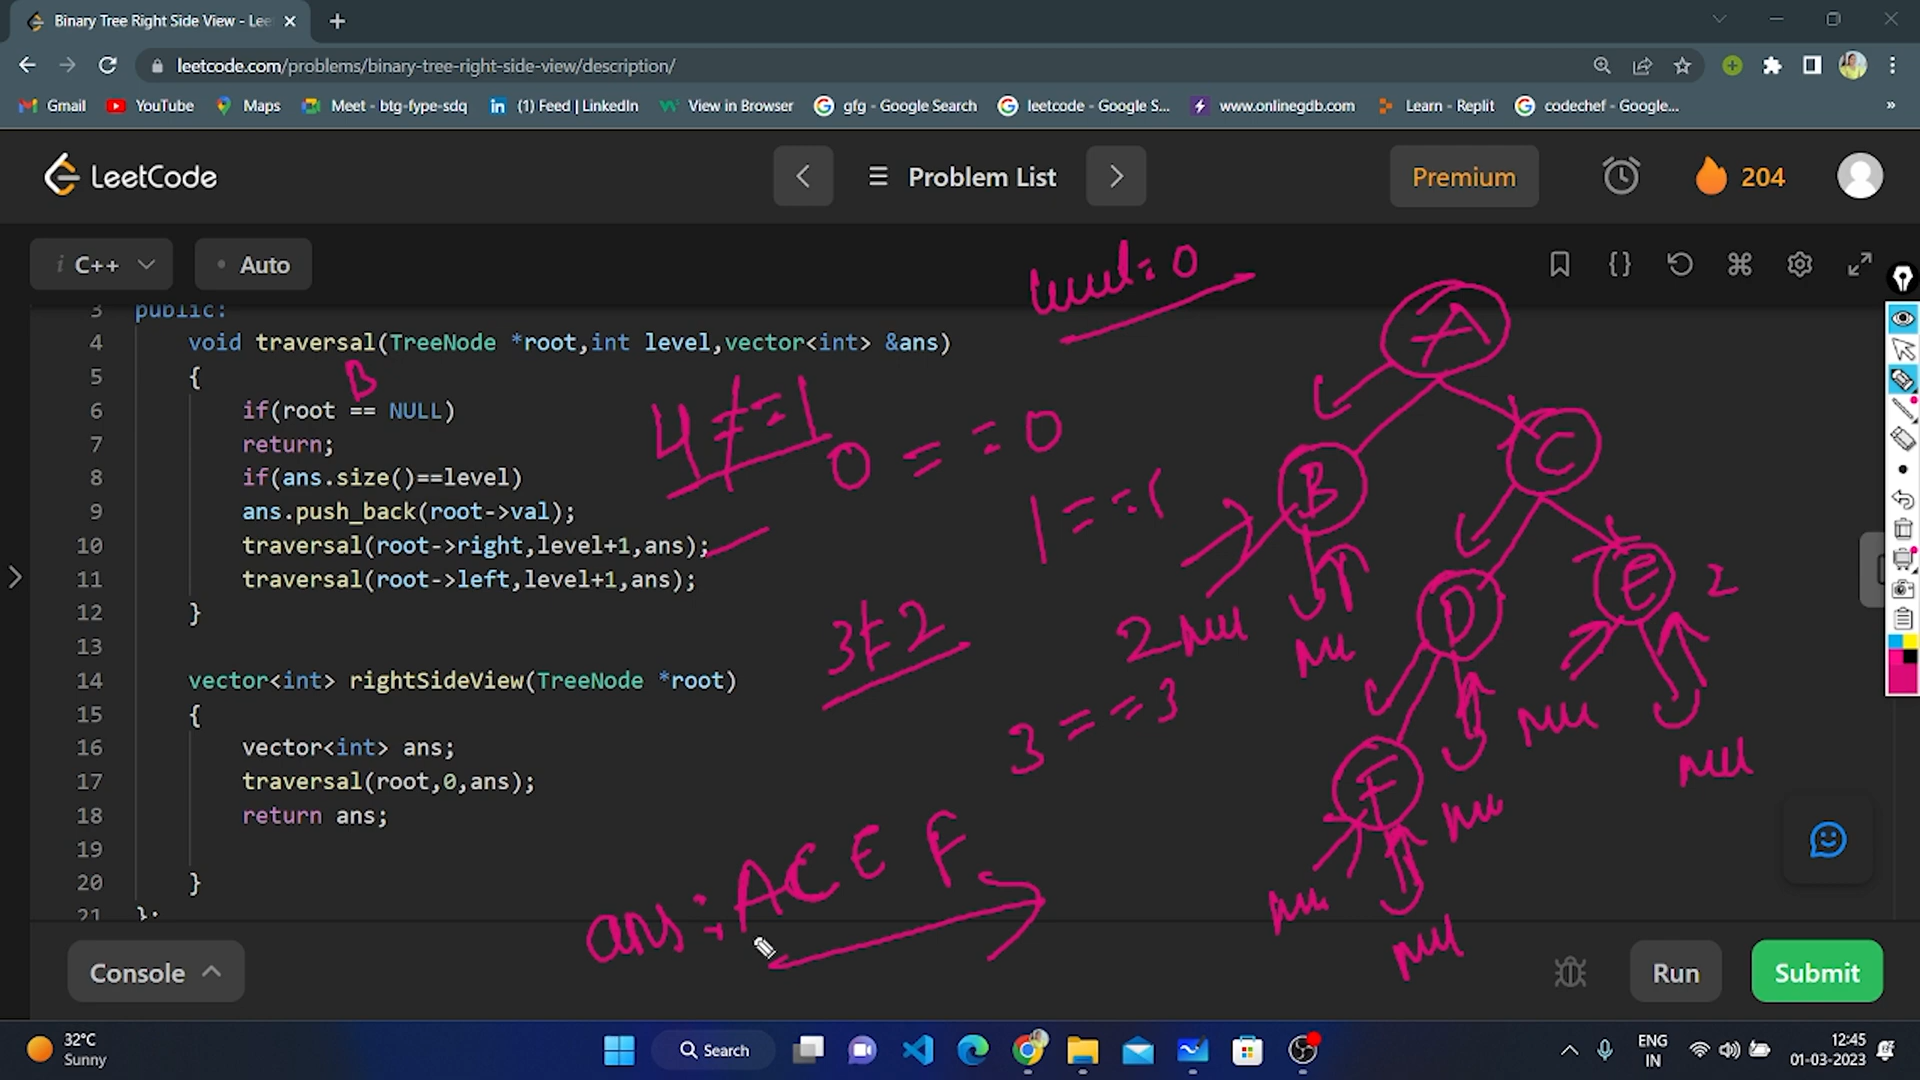 Binary Tree Right Side View - Lee
leetcode.com/problems/binary-tree-right-side-view/description/
Gmail YouTube Maps Meet - btg-fype-sdq (1) Feed | LinkedIn View in Browser gfg - Google Search leetcode - Google S... www.onlinegdb.com Learn - Replit codechef - Google... »
LeetCode Problem List Premium 204
i C++ Auto {}
level = 0
3 public:
4 void traversal(TreeNode *root,int level,vector<int> &ans)
5 {
B
6 if(root == NULL)
7 return;
8 if(ans.size()==level)
9 ans.push_back(root->val);
10 traversal(root->right,level+1,ans);
11 traversal(root->left,level+1,ans);
12 }
13
14 vector<int> rightSideView(TreeNode *root)
15 {
16 vector<int> ans;
17 traversal(root,0,ans);
18 return ans;
19
20 }
21 };
4 ≠ = 1
0 = = 0
1 = = 1
3 ≠ 2
2
3 = = 3
A
B C
D E 2
F
Null Null Null Null
Null
Null Null
ans: A C E F
Console Run Submit
32°C
Sunny
Search
ENG
IN
12:45
01-03-2023